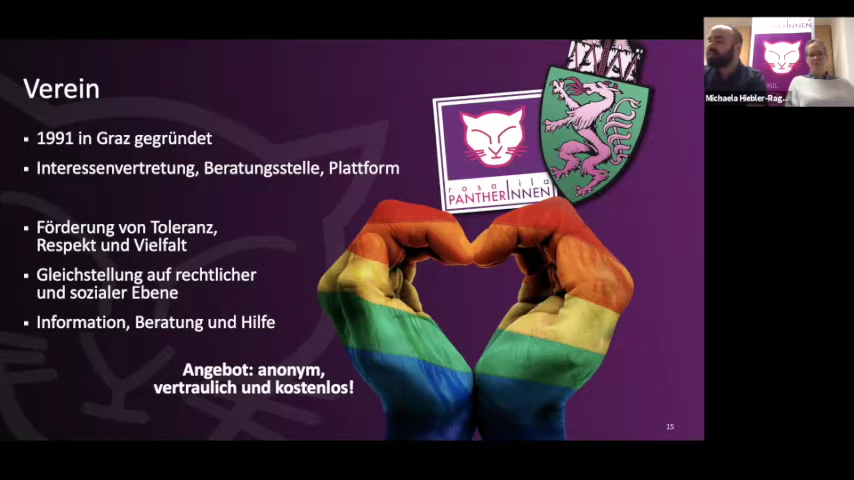 Verein
1991 in Graz gegründet
Interessenvertretung, Beratungsstelle, Plattform
Förderung von Toleranz,
Respekt und Vielfalt
Gleichstellung auf rechtlicher
und sozialer Ebene
Information, Beratung und Hilfe
Angebot: anonym,
vertraulich und kostenlos!
rosalila
PANTHERINNEN
15
Michaela Hiebler-Rag...